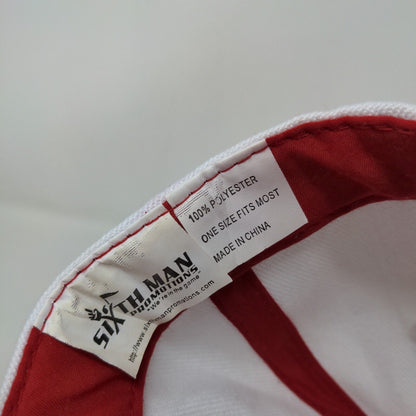 SIXTH MAN
PROMOTIONS
"We're in the game"
http://www.sixthmanpromotions.com
100% POLYESTER
ONE SIZE FITS MOST
MADE IN CHINA